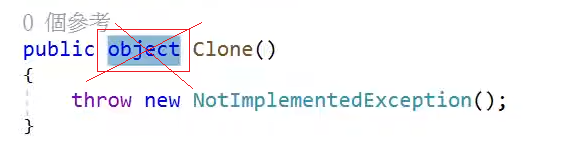 0 個參考
public object Clone()
{
    throw new NotImplementedException();
}